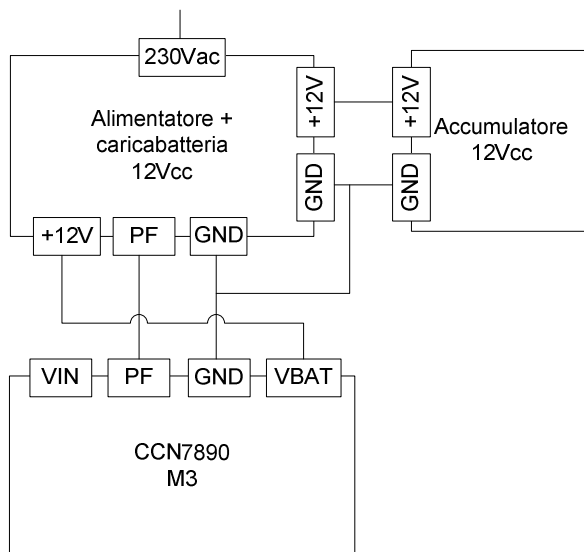 230Vac
+12V
+12V
Alimentatore +
caricabatteria
12Vcc
Accumulatore
12Vcc
GND
GND
+12V
PF
GND
VIN
PF
GND
VBAT
CCN7890
M3